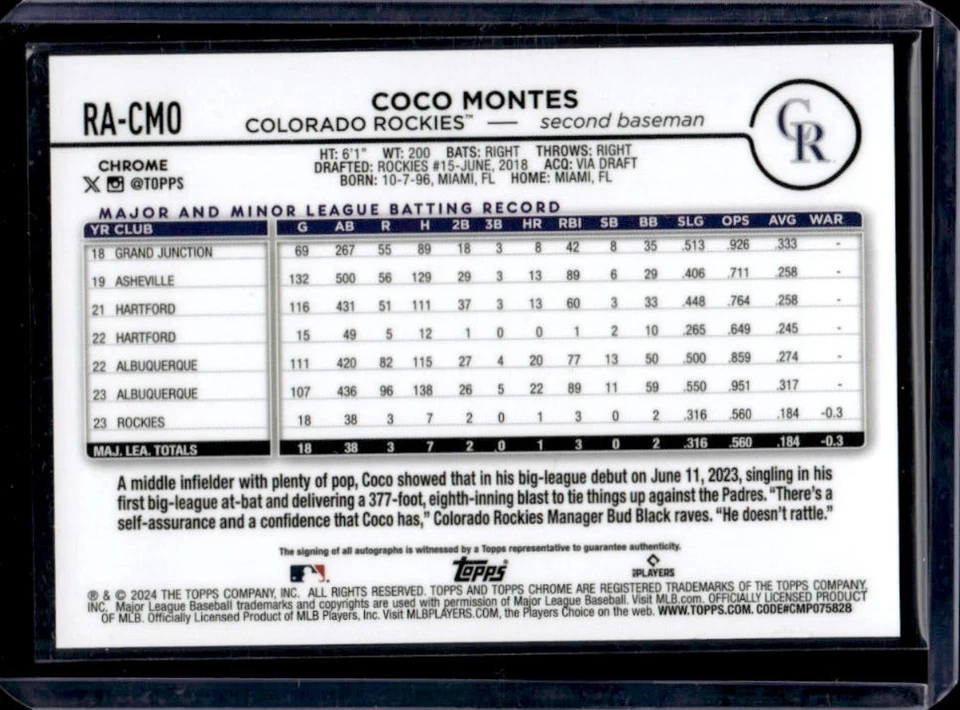 RA-CMO
COCO MONTES
COLORADO ROCKIES™ — second baseman
CR
CHROME
@TOPPS
HT: 6'1" WT: 200 BATS: RIGHT THROWS: RIGHT
DRAFTED: ROCKIES #15-JUNE, 2018 ACQ: VIA DRAFT
BORN: 10-7-96, MIAMI, FL HOME: MIAMI, FL
MAJOR AND MINOR LEAGUE BATTING RECORD
YR CLUB G AB R H 2B 3B HR RBI SB BB SLG OPS AVG WAR
18 GRAND JUNCTION 69 267 55 89 18 3 8 42 8 35 .513 .926 .333 -
19 ASHEVILLE 132 500 56 129 29 3 13 89 6 29 .406 .711 .258 -
21 HARTFORD 116 431 51 111 37 3 13 60 3 33 .448 .764 .258 -
22 HARTFORD 15 49 5 12 1 0 0 1 2 10 .265 .649 .245 -
22 ALBUQUERQUE 111 420 82 115 27 4 20 77 13 50 .500 .859 .274 -
23 ALBUQUERQUE 107 436 96 138 26 5 22 89 11 59 .550 .951 .317 -
23 ROCKIES 18 38 3 7 2 0 1 3 0 2 .316 .560 .184 -0.3
MAJ. LEA. TOTALS 18 38 3 7 2 0 1 3 0 2 .316 .560 .184 -0.3
A middle infielder with plenty of pop, Coco showed that in his big-league debut on June 11, 2023, singling in his
first big-league at-bat and delivering a 377-foot, eighth-inning blast to tie things up against the Padres. "There's a
self-assurance and a confidence that Coco has," Colorado Rockies Manager Bud Black raves. "He doesn't rattle."
The signing of all autographs is witnessed by a Topps representative to guarantee authenticity.
topps
PLAYERS
® & © 2024 THE TOPPS COMPANY, INC. ALL RIGHTS RESERVED. TOPPS AND TOPPS CHROME ARE REGISTERED TRADEMARKS OF THE TOPPS COMPANY,
INC. Major League Baseball trademarks and copyrights are used with permission of Major League Baseball. Visit MLB.com. OFFICIALLY LICENSED PRODUCT
OF MLB. Officially Licensed Product of MLB Players, Inc. Visit MLBPLAYERS.COM, the Players Choice on the web. WWW.TOPPS.COM. CODE#CMP075828